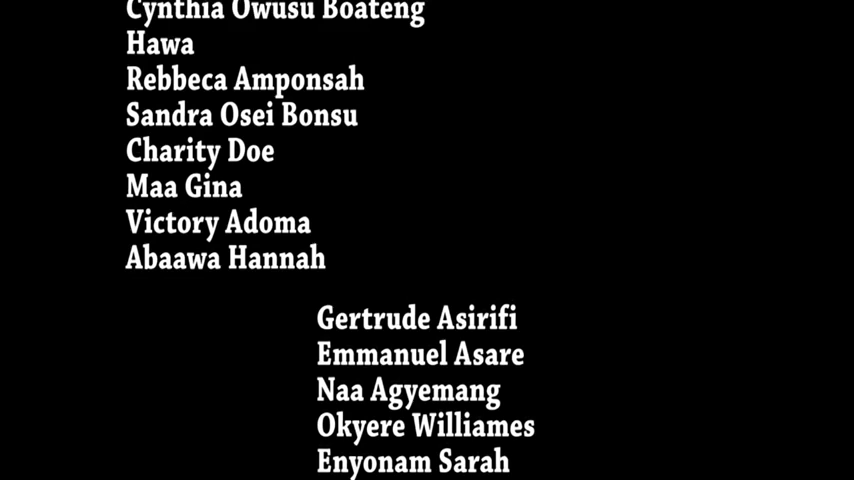 Cynthia Owusu Boateng
Hawa
Rebbeca Amponsah
Sandra Osei Bonsu
Charity Doe
Maa Gina
Victory Adoma
Abaawa Hannah
Gertrude Asirifi
Emmanuel Asare
Naa Agyemang
Okyere Williames
Enyonam Sarah